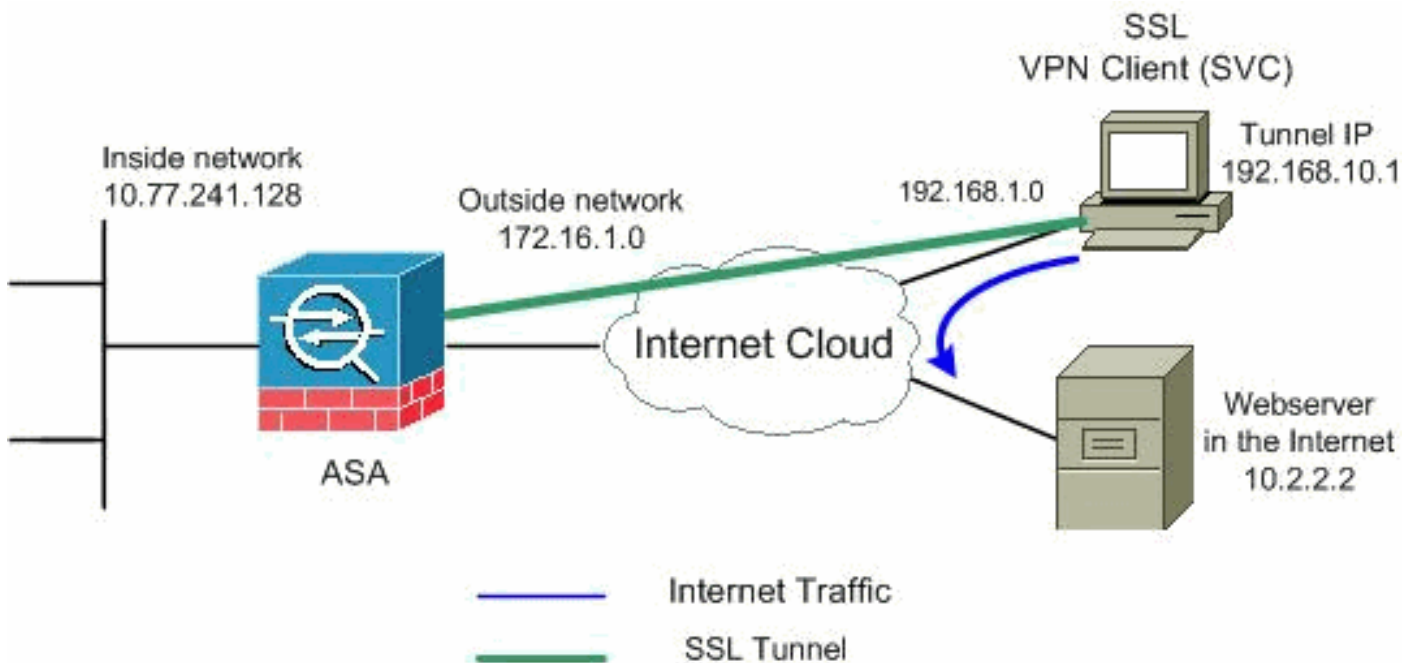 SSL
VPN Client (SVC)
Tunnel IP
192.168.10.1
Inside network
10.77.241.128
Outside network
172.16.1.0
192.168.1.0
Internet Cloud
ASA
Webserver
in the Internet
10.2.2.2
Internet Traffic
SSL Tunnel